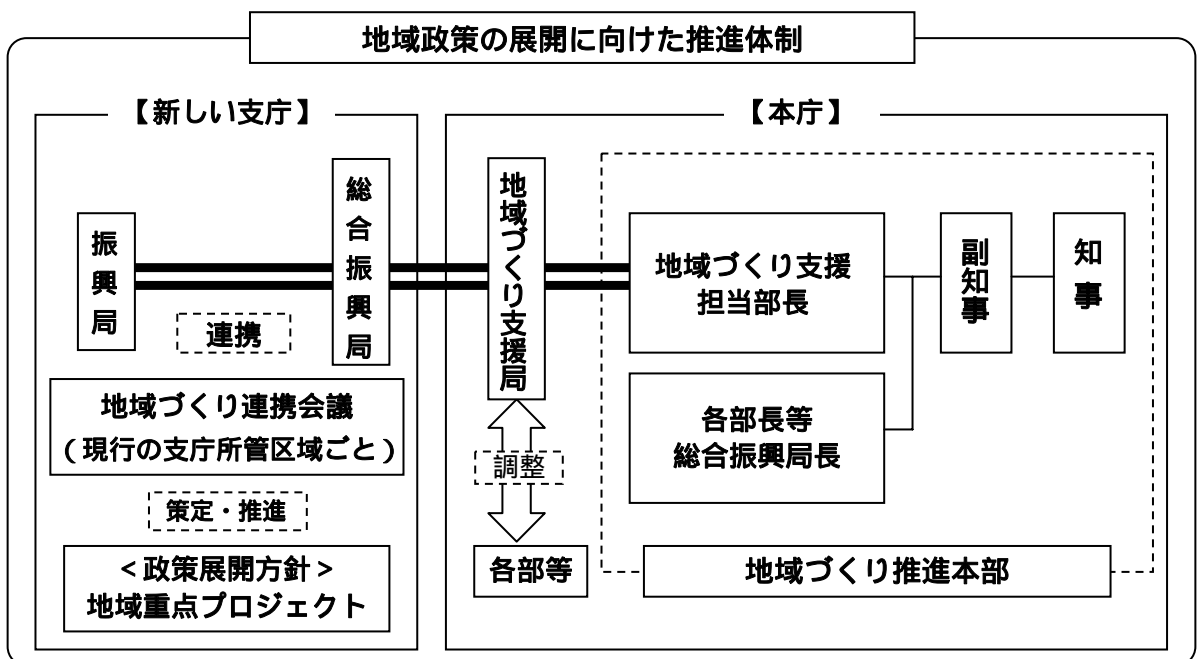 地域政策の展開に向けた推進体制
【新しい支庁】
【本庁】
振興局
総合振興局
連携
地域づくり連携会議
（現行の支庁所管区域ごと）
策定・推進
＜政策展開方針＞
地域重点プロジェクト
地域づくり支援局
調整
各部等
地域づくり支援
担当部長
各部長等
総合振興局長
副知事
知事
地域づくり推進本部